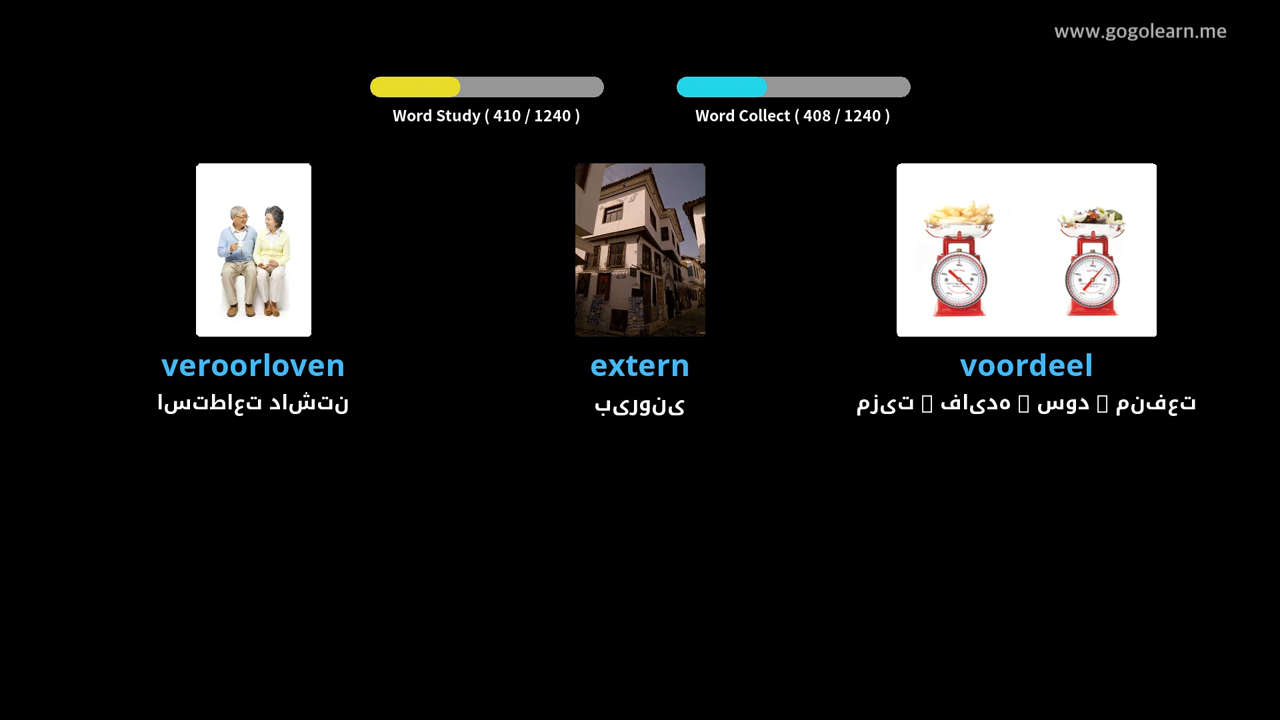 www.gogolearn.me
Word Study ( 410 / 1240 )
Word Collect ( 408 / 1240 )
veroorloven
استطاعت داشتن
extern
بیرونی
voordeel
مزیت ▯ فایده ▯ سود ▯ منفعت